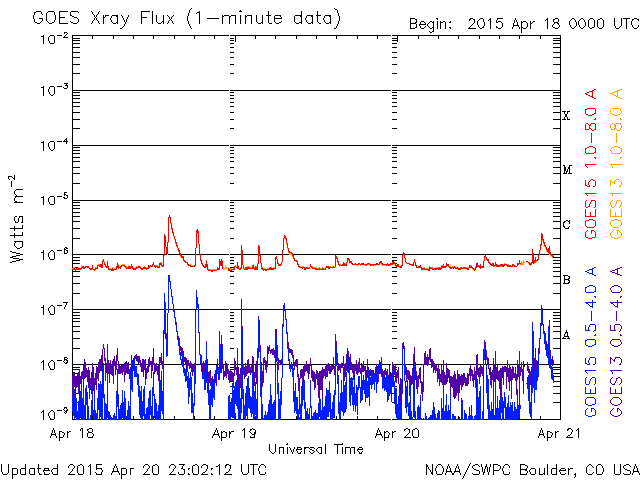 GOES Xray Flux (1-minute data)
Begin: 2015 Apr 18 0000 UTC
10-2
10-3
10-4
10-5
10-6
10-7
10-8
10-9
Watts m-2
X
M
C
B
A
GOES15 1.0-8.0 A
GOES13 1.0-8.0 A
GOES15 0.5-4.0 A
GOES13 0.5-4.0 A
Apr 18
Apr 19
Apr 20
Apr 21
Universal Time
Updated 2015 Apr 20 23:02:12 UTC
NOAA/SWPC Boulder, CO USA